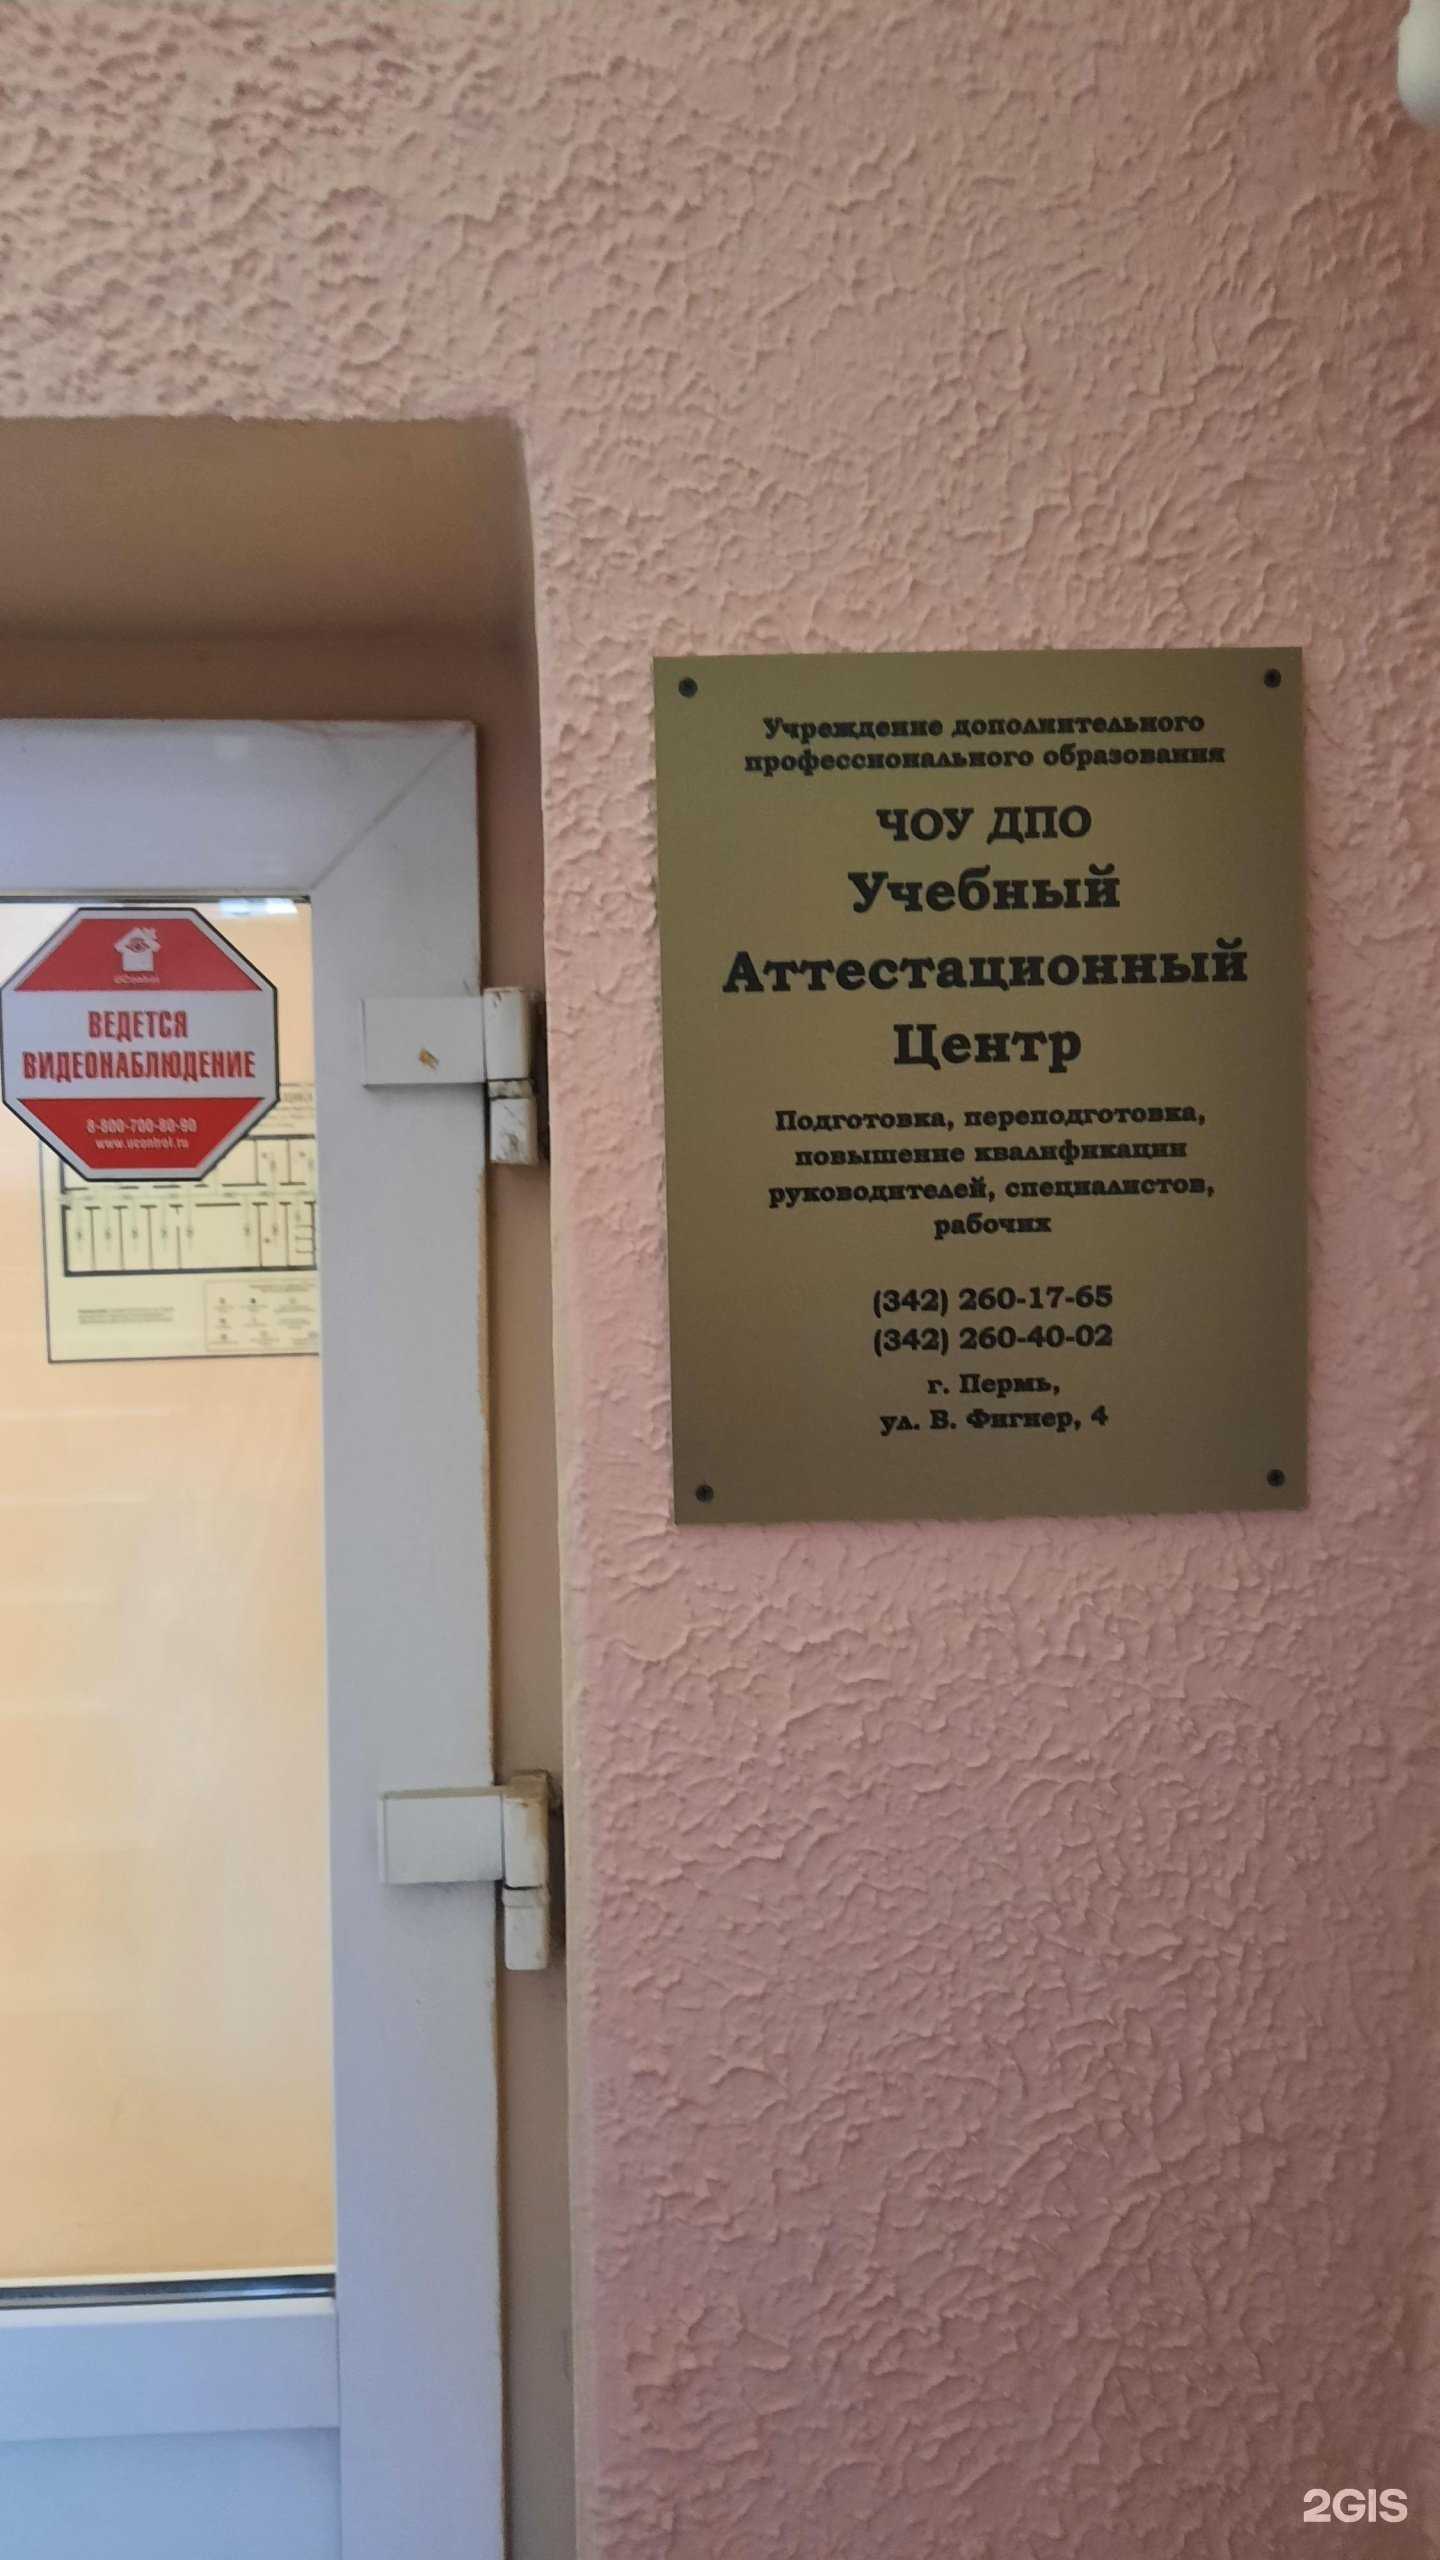 Учреждение дополнительного
профессионального образования
ЧОУ ДПО
Учебный
Аттестационный
Центр
Подготовка, переподготовка,
повышение квалификации
руководителей, специалистов,
рабочих
(342) 260-17-65
(342) 260-40-02
г. Пермь,
ул. В. Фигнер, 4
uControl
ВЕДЕТСЯ
ВИДЕОНАБЛЮДЕНИЕ
8-800-700-80-90
www.ucontrol.ru
2GIS